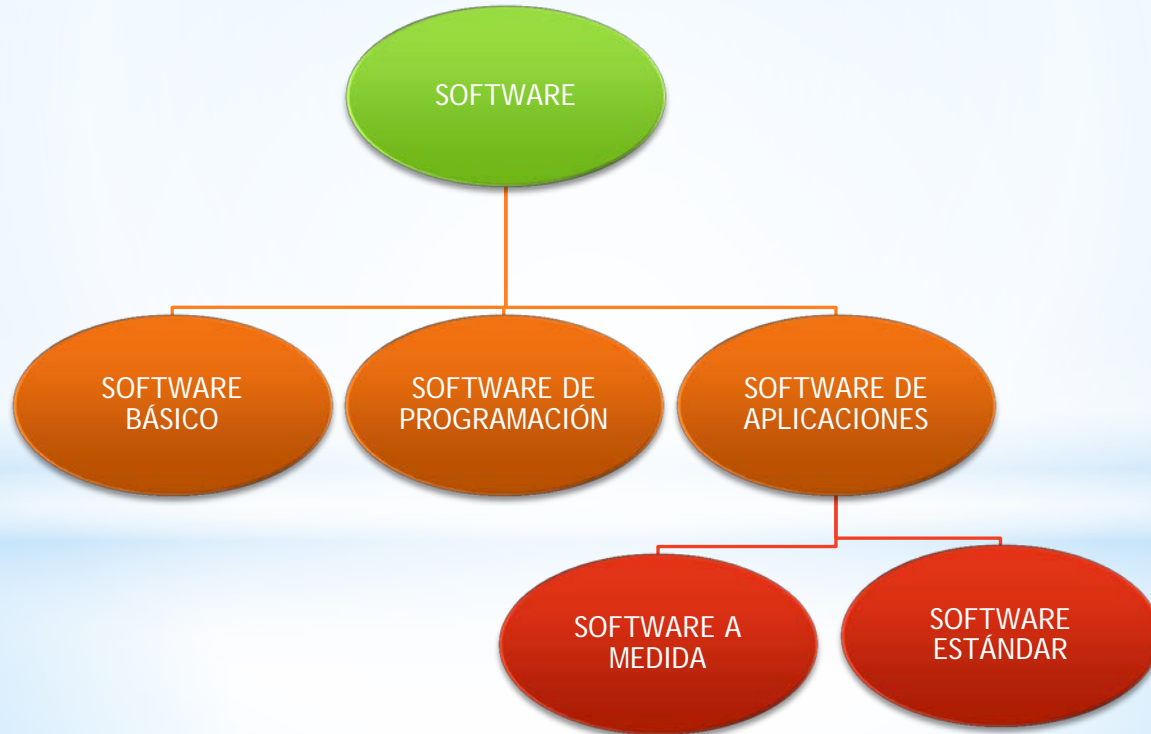 SOFTWARE
SOFTWARE
BÁSICO
SOFTWARE DE
PROGRAMACIÓN
SOFTWARE DE
APLICACIONES
SOFTWARE A
MEDIDA
SOFTWARE
ESTÁNDAR